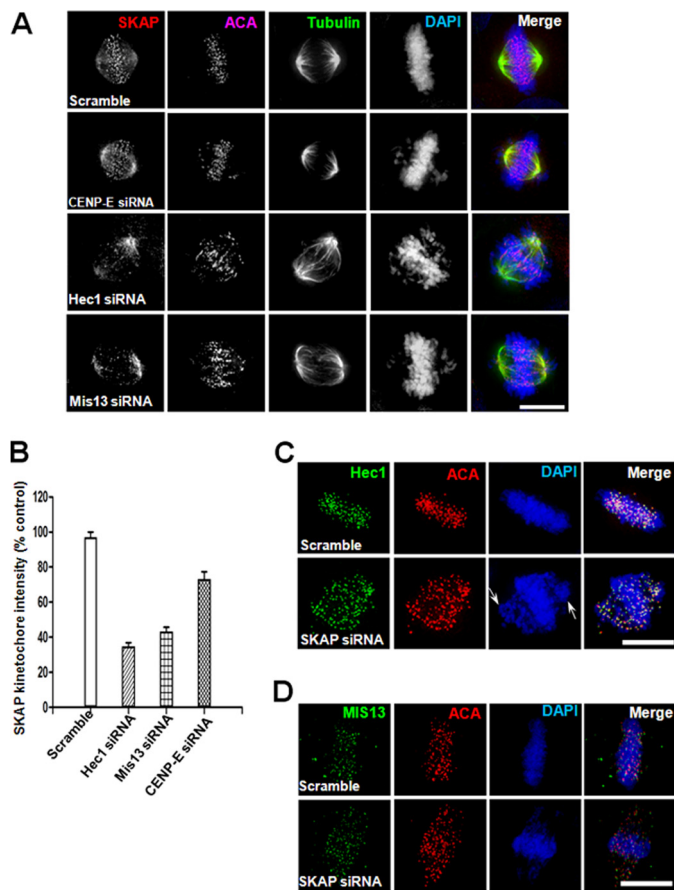 A
SKAP ACA Tubulin DAPI Merge
Scramble
CENP-E siRNA
Hec1 siRNA
Mis13 siRNA
B
SKAP kinetochore intensity (% control)
120
100
80
60
40
20
0
Scramble
Hec1 siRNA
Mis13 siRNA
CENP-E siRNA
C
Hec1 ACA DAPI Merge
Scramble
SKAP siRNA
D
MIS13 ACA DAPI Merge
Scramble
SKAP siRNA